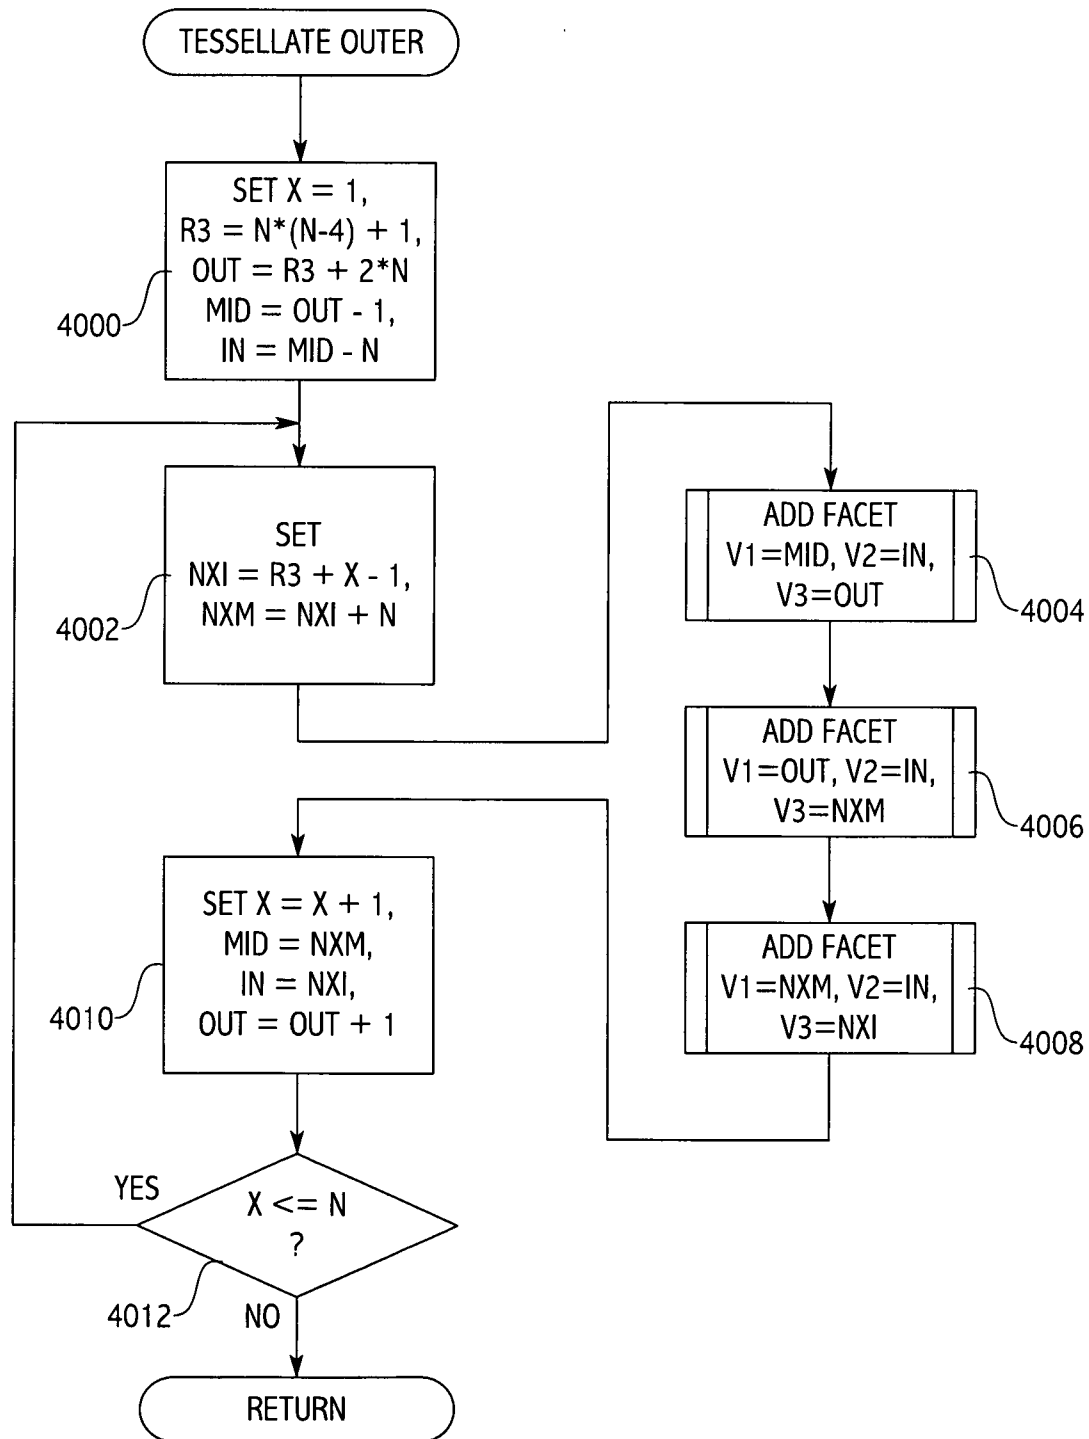 TESSELLATE OUTER
SET X = 1,
R3 = N*(N-4) + 1,
OUT = R3 + 2*N
MID = OUT - 1,
IN = MID - N
4000
SET
NXI = R3 + X - 1,
NXM = NXI + N
4002
ADD FACET
V1=MID, V2=IN,
V3=OUT
4004
ADD FACET
V1=OUT, V2=IN,
V3=NXM
4006
ADD FACET
V1=NXM, V2=IN,
V3=NXI
4008
SET X = X + 1,
MID = NXM,
IN = NXI,
OUT = OUT + 1
4010
YES
X <= N
?
4012
NO
RETURN